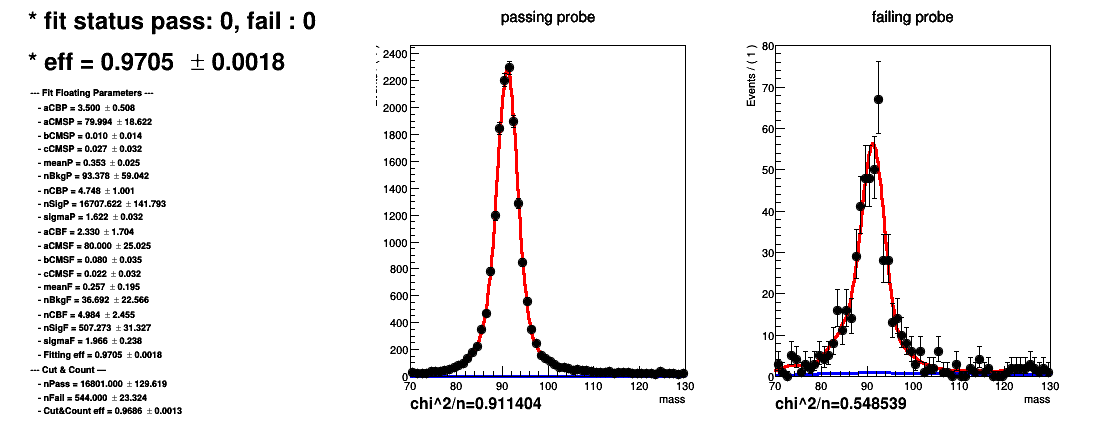 * fit status pass: 0, fail : 0
* eff = 0.9705 ± 0.0018
--- Fit Floating Parameters ---
- aCBP = 3.500 ± 0.508
- aCMSP = 79.994 ± 18.622
- bCMSP = 0.010 ± 0.014
- cCMSP = 0.027 ± 0.032
- meanP = 0.353 ± 0.025
- nBkgP = 93.378 ± 59.042
- nCBP = 4.748 ± 1.001
- nSigP = 16707.622 ± 141.793
- sigmaP = 1.622 ± 0.032
- aCBF = 2.330 ± 1.704
- aCMSF = 80.000 ± 25.025
- bCMSF = 0.080 ± 0.035
- cCMSF = 0.022 ± 0.032
- meanF = 0.257 ± 0.195
- nBkgF = 36.692 ± 22.566
- nCBF = 4.984 ± 2.455
- nSigF = 507.273 ± 31.327
- sigmaF = 1.966 ± 0.238
- Fitting eff = 0.9705 ± 0.0018
--- Cut & Count ---
- nPass = 16801.000 ± 129.619
- nFail = 544.000 ± 23.324
- Cut&Count eff = 0.9686 ± 0.0013
passing probe
2400
2200
2000
1800
1600
1400
1200
1000
800
600
400
200
0
70 80 90 100 110 120 130
mass
chi^2/n=0.911404
failing probe
Events / ( 1 )
80
70
60
50
40
30
20
10
0
70 80 90 100 110 120 130
mass
chi^2/n=0.548539